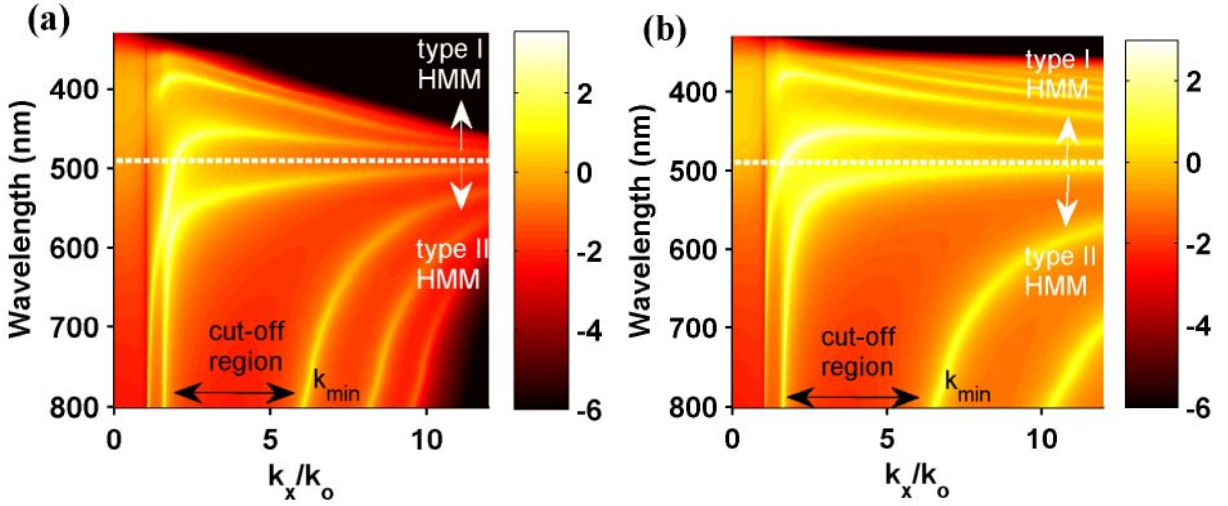 (a)
type I
HMM
type II
HMM
cut-off
region
k_min
400
500
600
700
800
Wavelength (nm)
0
5
10
k_x/k_o
2
0
-2
-4
-6
(b)
type I
HMM
type II
HMM
cut-off
region
k_min
400
500
600
700
800
Wavelength (nm)
0
5
10
k_x/k_o
2
0
-2
-4
-6